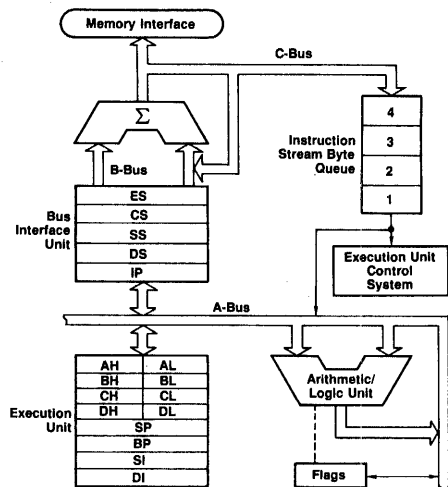 Memory Interface
C-Bus
Σ
B-Bus
4
3
2
1
Instruction
Stream Byte
Queue
Bus
Interface
Unit
ES
CS
SS
DS
IP
Execution Unit
Control
System
A-Bus
Execution
Unit
AH AL
BH BL
CH CL
DH DL
SP
BP
SI
DI
Arithmetic/
Logic Unit
Flags